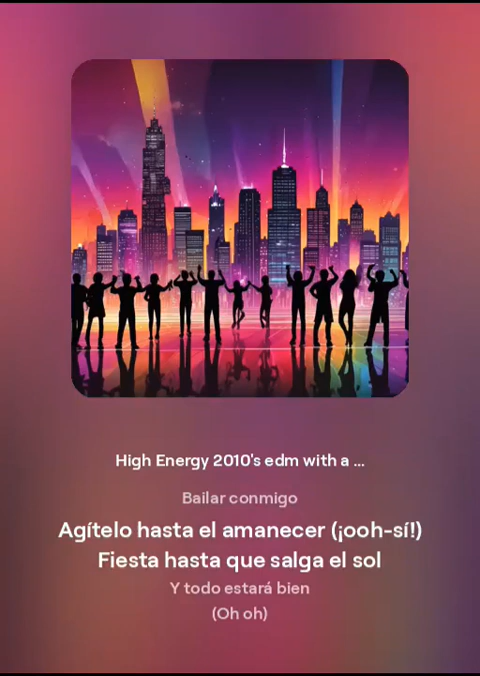 High Energy 2010's edm with a ...
Bailar conmigo
Agítelo hasta el amanecer (¡ooh-sí!)
Fiesta hasta que salga el sol
Y todo estará bien
(Oh oh)